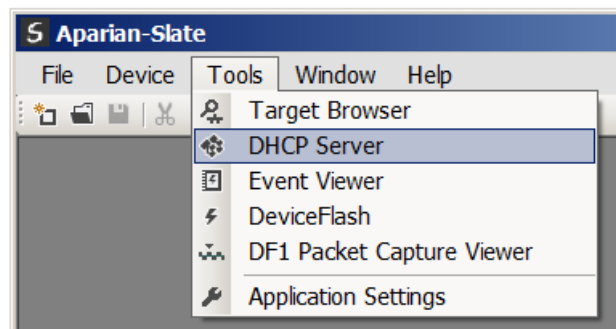 S Aparian-Slate
File Device Tools Window Help
Target Browser
DHCP Server
Event Viewer
DeviceFlash
DF1 Packet Capture Viewer
Application Settings